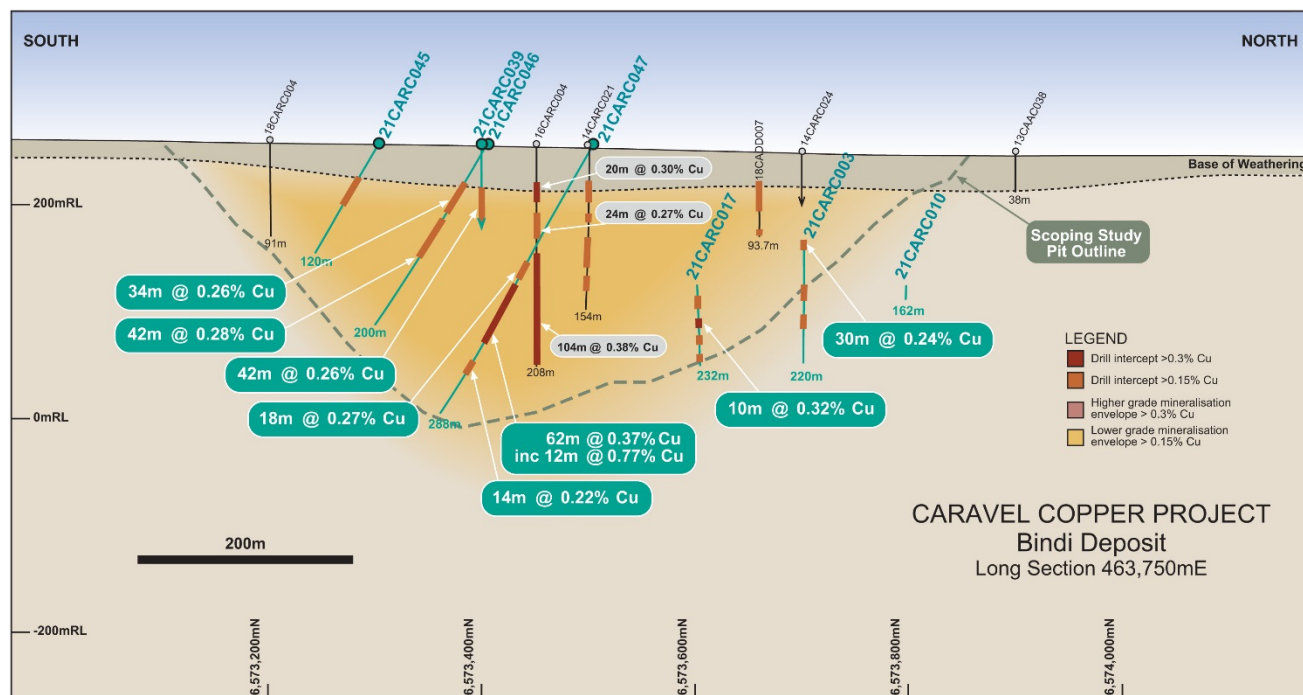 SOUTH
NORTH
18CARC004
21CARC045
21CARC039
21CARC046
16CARC004
14CARC021
21CARC047
18CADD007
14CARC024
13CAAC038
Base of Weathering
20m @ 0.30% Cu
24m @ 0.27% Cu
200mRL
38m
91m
93.7m
120m
21CARC017
21CARC003
21CARC010
Scoping Study
Pit Outline
34m @ 0.26% Cu
42m @ 0.28% Cu
200m
154m
162m
30m @ 0.24% Cu
42m @ 0.26% Cu
104m @ 0.38% Cu
208m
232m
220m
LEGEND
Drill intercept >0.3% Cu
Drill intercept >0.15% Cu
Higher grade mineralisation
envelope > 0.3% Cu
Lower grade mineralisation
envelope > 0.15% Cu
18m @ 0.27% Cu
10m @ 0.32% Cu
0mRL
288m
62m @ 0.37% Cu
inc 12m @ 0.77% Cu
14m @ 0.22% Cu
200m
CARAVEL COPPER PROJECT
Bindi Deposit
Long Section 463,750mE
-200mRL
6,573,200mN
6,573,400mN
6,573,600mN
6,573,800mN
6,574,000mN